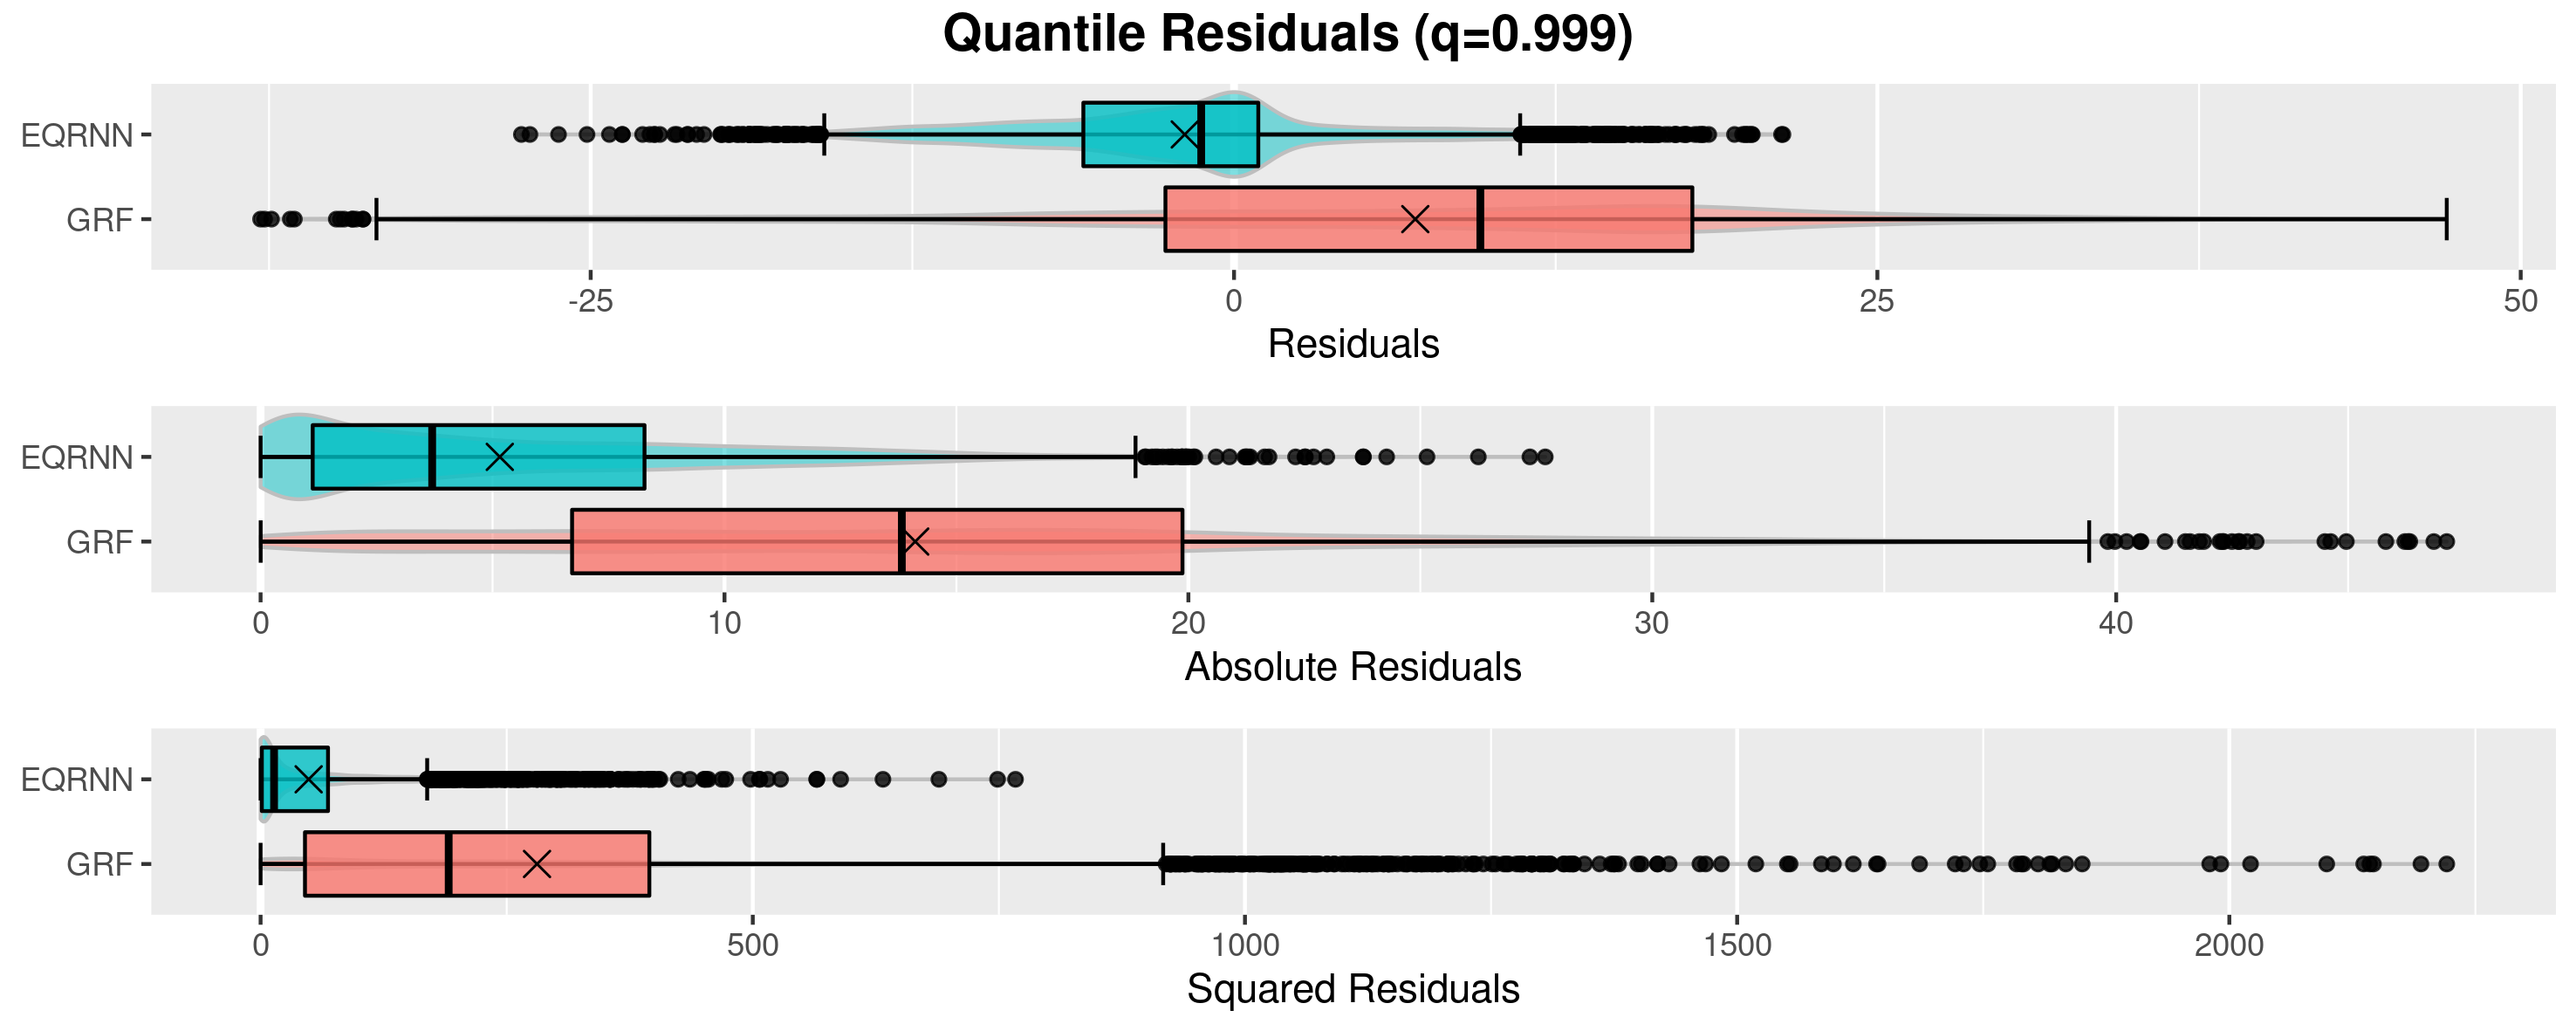 Quantile Residuals (q=0.999)
EQRNN
GRF
-25 0 25 50
Residuals
EQRNN
GRF
0 10 20 30 40
Absolute Residuals
EQRNN
GRF
0 500 1000 1500 2000
Squared Residuals